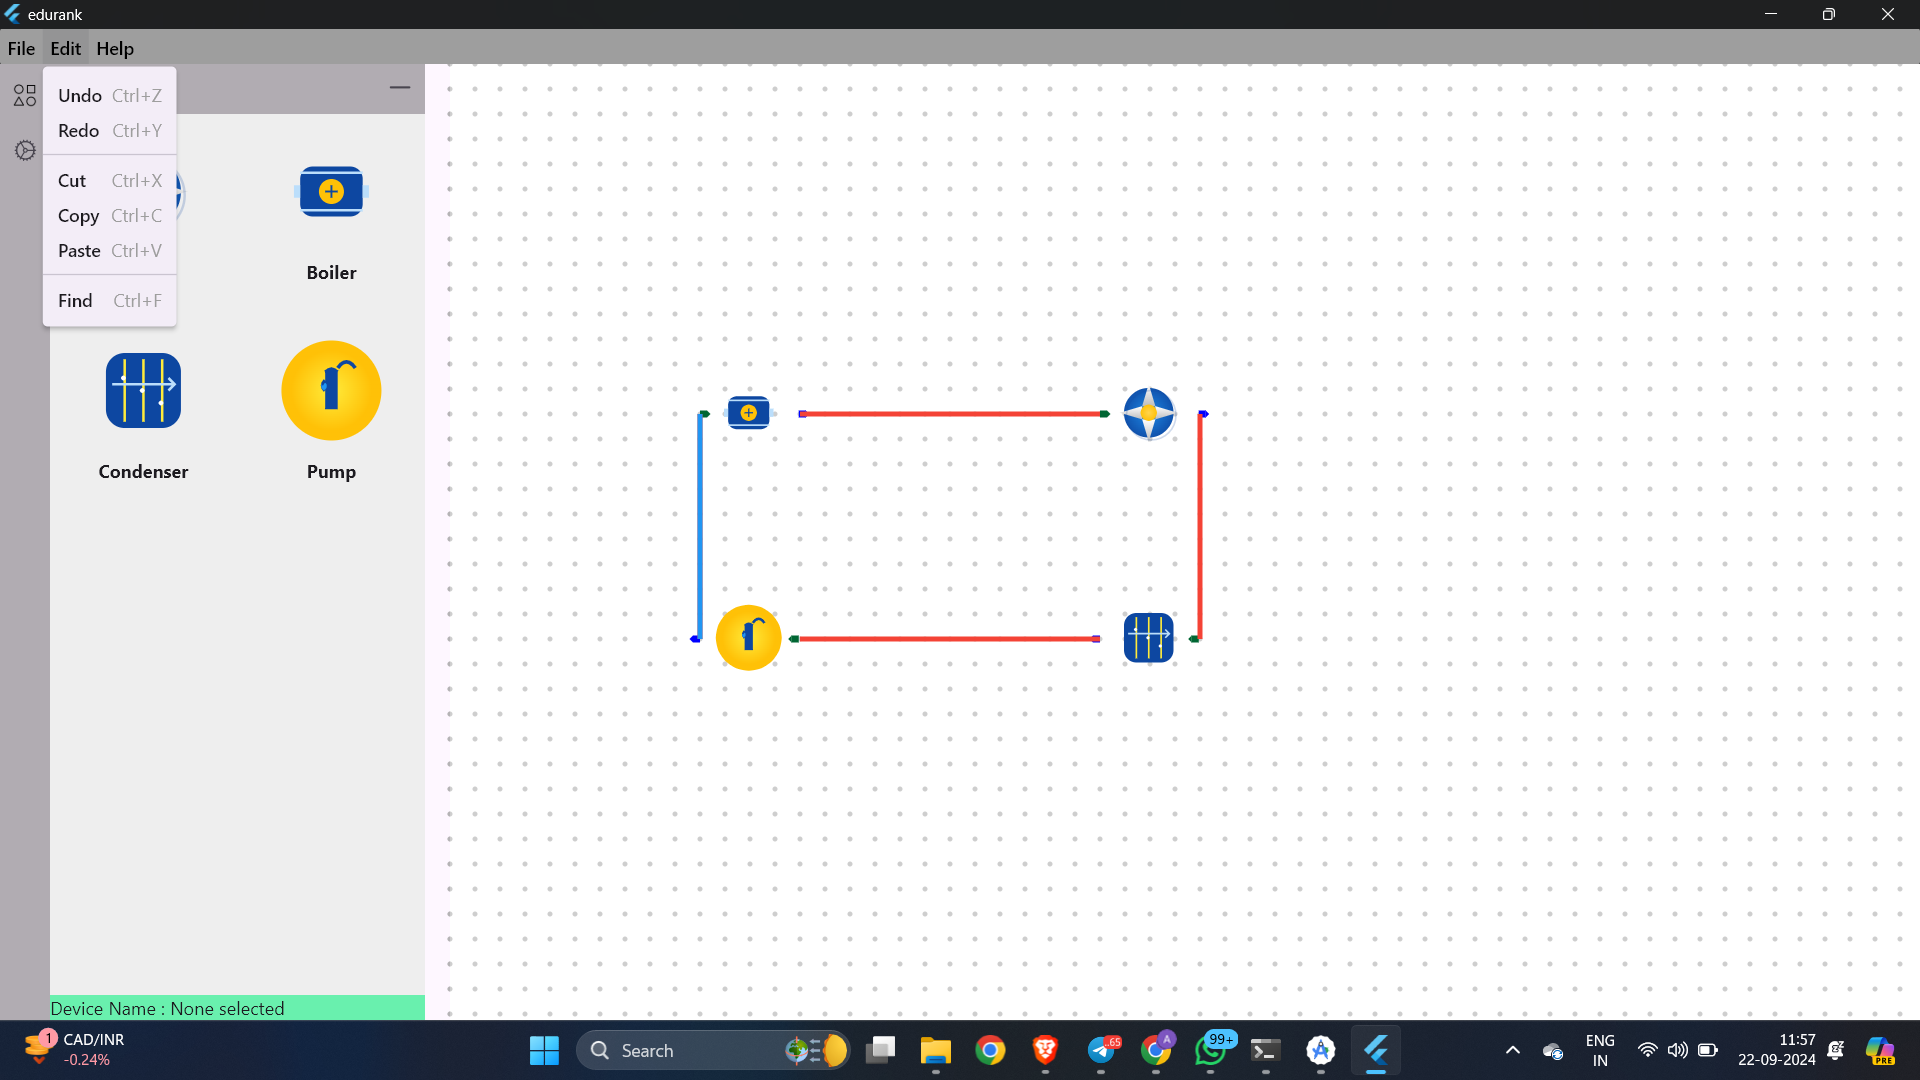 edurank
File Edit Help
Undo Ctrl+Z
Redo Ctrl+Y
Cut Ctrl+X
Copy Ctrl+C
Paste Ctrl+V
Find Ctrl+F
Boiler
Condenser
Pump
Device Name : None selected
1
CAD/INR
-0.24%
Search
.65
A
99+
ENG
IN
11:57
22-09-2024
PRE